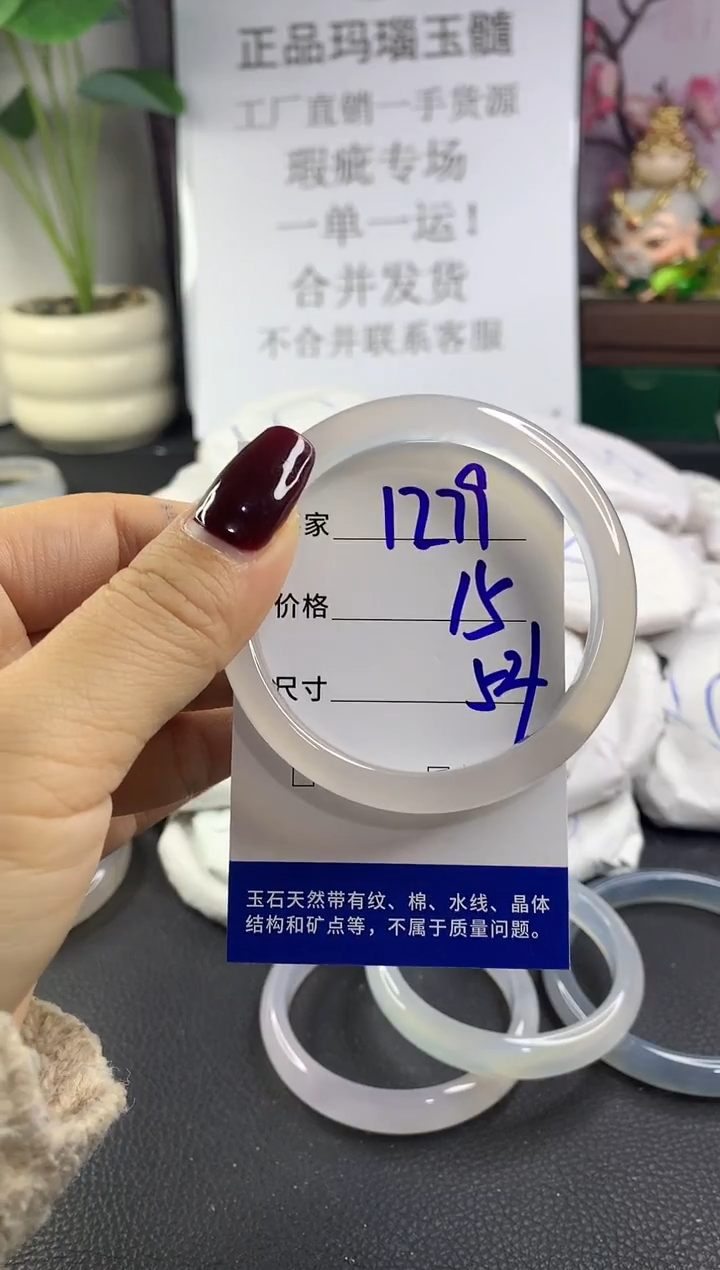 正品玛瑙玉髓
工厂直销一手货源
瑕疵专场
一单一运！
合并发货
不合并联系客服
家 1279
价格 15
尺寸 54
玉石天然带有纹、棉、水线、晶体
结构和矿点等，不属于质量问题。